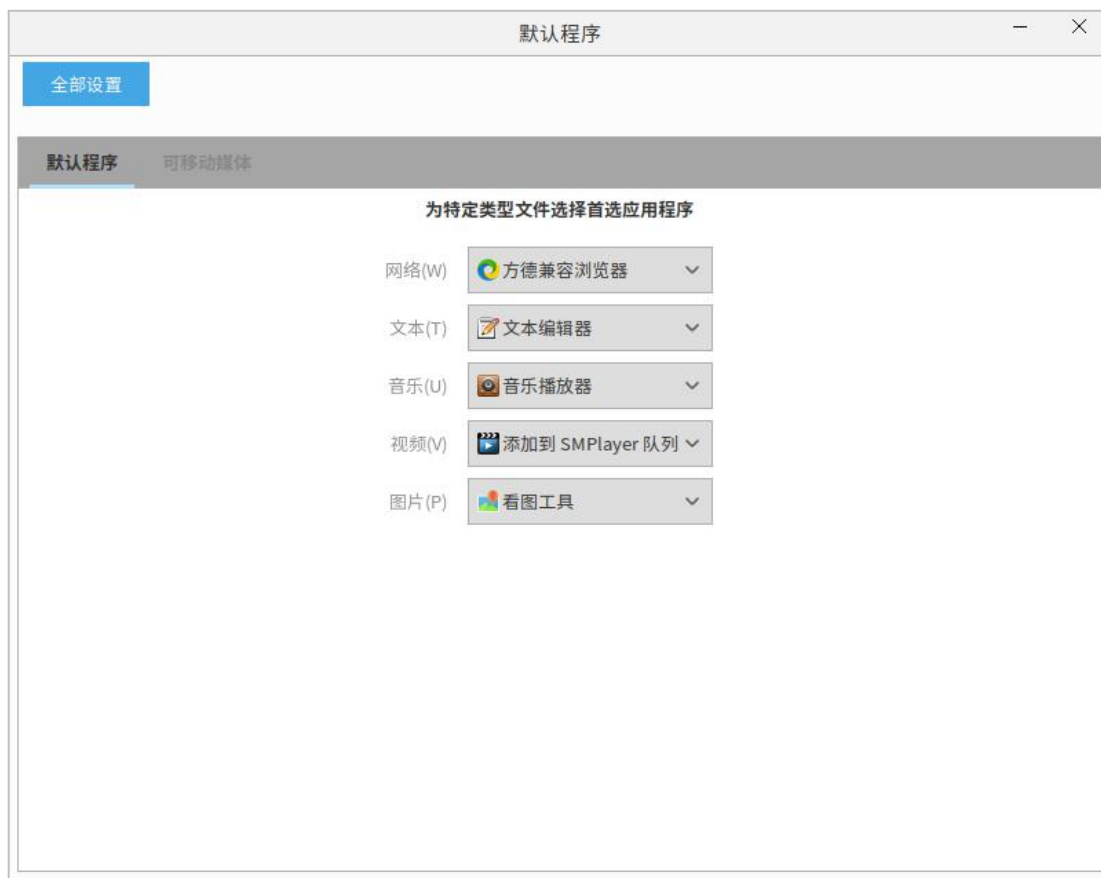 默认程序
全部设置
默认程序 可移动媒体
为特定类型文件选择首选应用程序
网络(W) 方德兼容浏览器
文本(T) 文本编辑器
音乐(U) 音乐播放器
视频(V) 添加到 SMPlayer 队列
图片(P) 看图工具